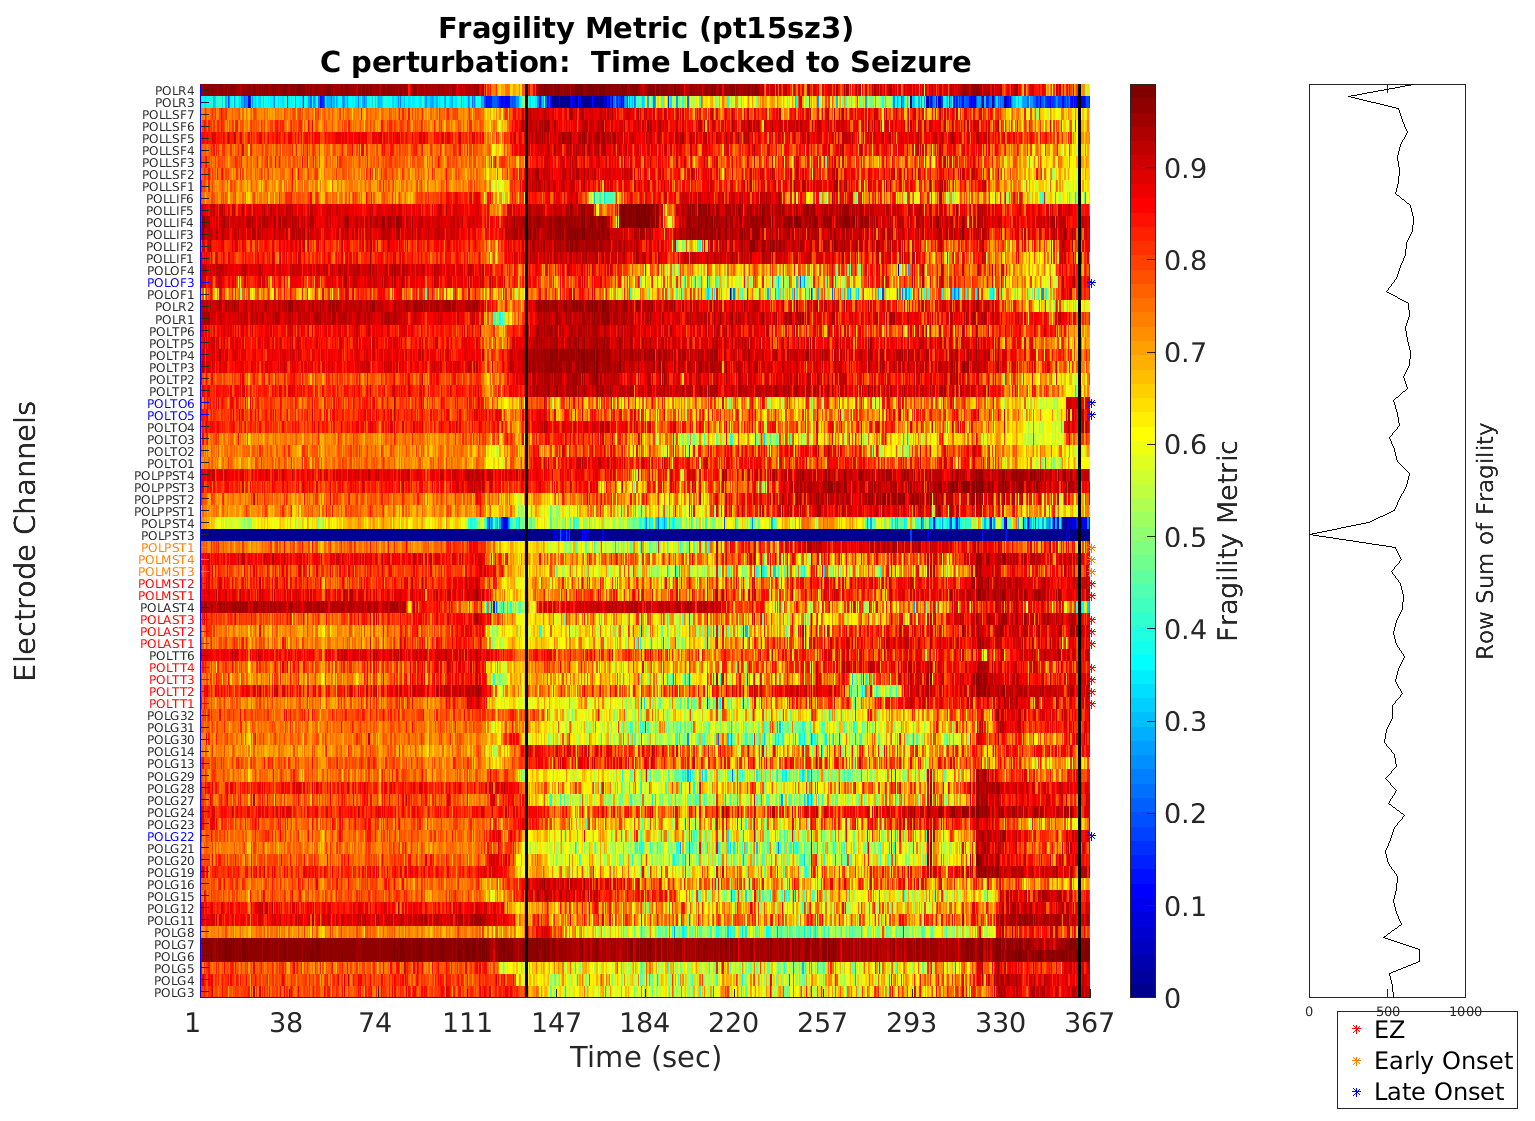 Fragility Metric (pt15sz3)
C perturbation:  Time Locked to Seizure
Electrode Channels
POLR4
POLR3
POLLSF7
POLLSF6
POLLSF5
POLLSF4
POLLSF3
POLLSF2
POLLSF1
POLLIF6
POLLIF5
POLLIF4
POLLIF3
POLLIF2
POLLIF1
POLOF4
POLOF3
POLOF1
POLR2
POLR1
POLTP6
POLTP5
POLTP4
POLTP3
POLTP2
POLTP1
POLTO6
POLTO5
POLTO4
POLTO3
POLTO2
POLTO1
POLPPST4
POLPPST3
POLPPST2
POLPPST1
POLPST4
POLPST3
POLPST1
POLMST4
POLMST3
POLMST2
POLMST1
POLAST4
POLAST3
POLAST2
POLAST1
POLTT6
POLTT4
POLTT3
POLTT2
POLTT1
POLG32
POLG31
POLG30
POLG14
POLG13
POLG29
POLG28
POLG27
POLG24
POLG23
POLG22
POLG21
POLG20
POLG19
POLG16
POLG15
POLG12
POLG11
POLG8
POLG7
POLG6
POLG5
POLG4
POLG3
1 38 74 111 147 184 220 257 293 330 367
Time (sec)
0.9
0.8
0.7
0.6
0.5
0.4
0.3
0.2
0.1
0
Fragility Metric
Row Sum of Fragility
0 500 1000
EZ
Early Onset
Late Onset